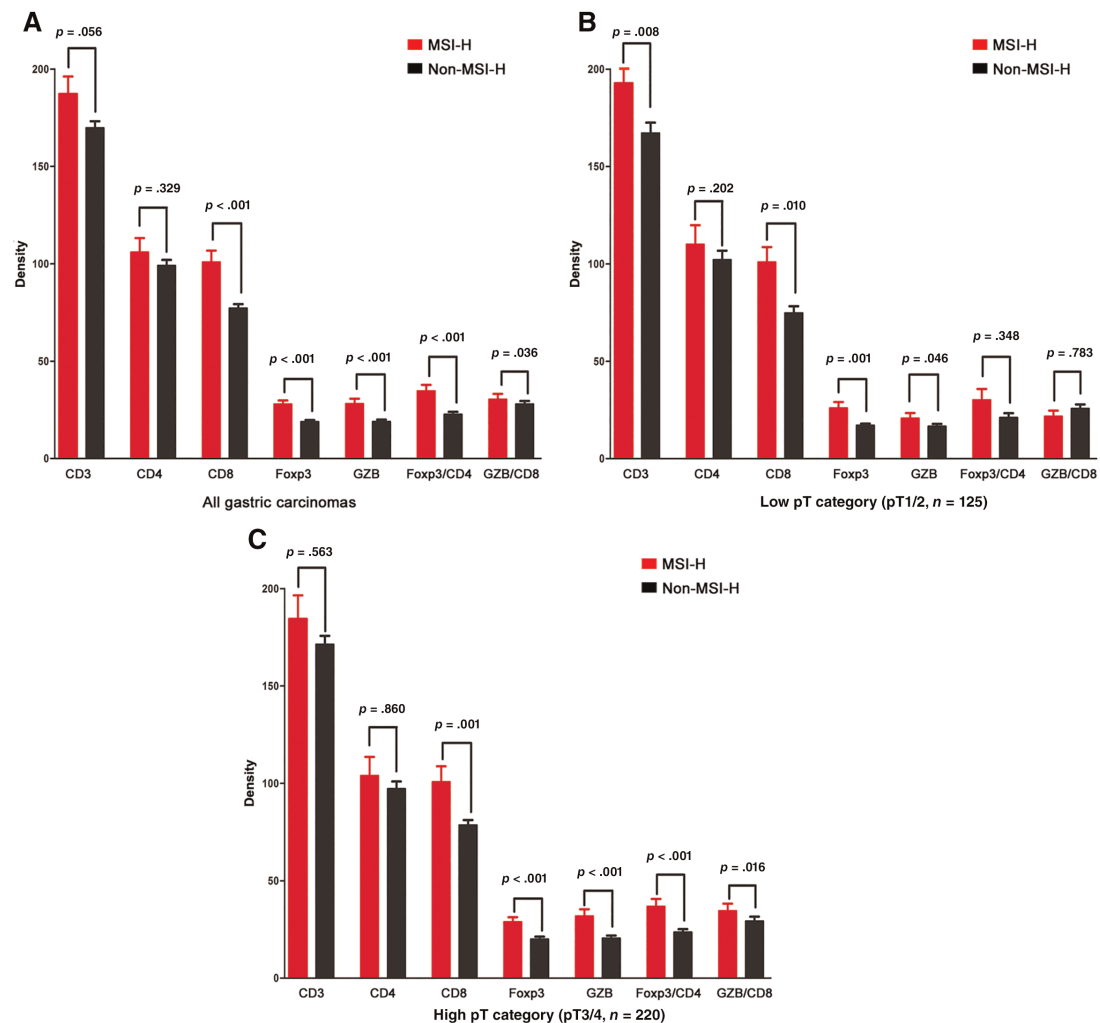 A
p = .056
MSI-H
Non-MSI-H
200
150
100
50
0
Density
p = .329
p < .001
p < .001
p < .001
p < .001
p = .036
CD3 CD4 CD8 Foxp3 GZB Foxp3/CD4 GZB/CD8
All gastric carcinomas
B
p = .008
MSI-H
Non-MSI-H
200
150
100
50
0
Density
p = .202
p = .010
p = .001
p = .046
p = .348
p = .783
CD3 CD4 CD8 Foxp3 GZB Foxp3/CD4 GZB/CD8
Low pT category (pT1/2, n = 125)
C
p = .563
MSI-H
Non-MSI-H
200
150
100
50
0
Density
p = .860
p = .001
p < .001
p < .001
p < .001
p = .016
CD3 CD4 CD8 Foxp3 GZB Foxp3/CD4 GZB/CD8
High pT category (pT3/4, n = 220)